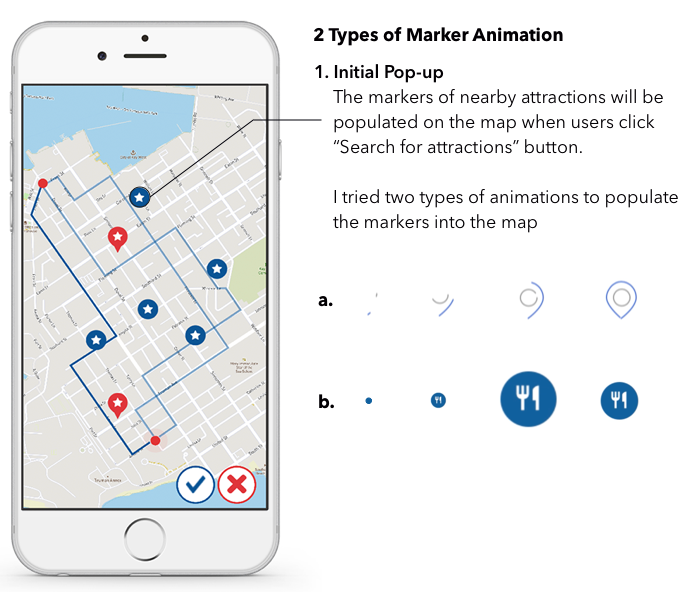 2 Types of Marker Animation
1. Initial Pop-up
The markers of nearby attractions will be
populated on the map when users click
“Search for attractions” button.
I tried two types of animations to populate
the markers into the map
a.
b.